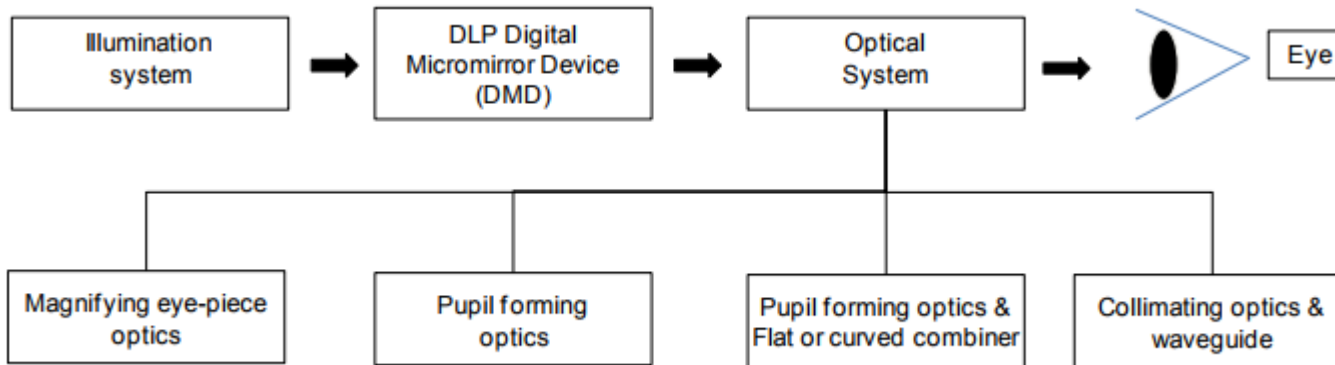 Illumination
system
DLP Digital
Micromirror Device
(DMD)
Optical
System
Eye
Magnifying eye-piece
optics
Pupil forming
optics
Pupil forming optics &
Flat or curved combiner
Collimating optics &
waveguide